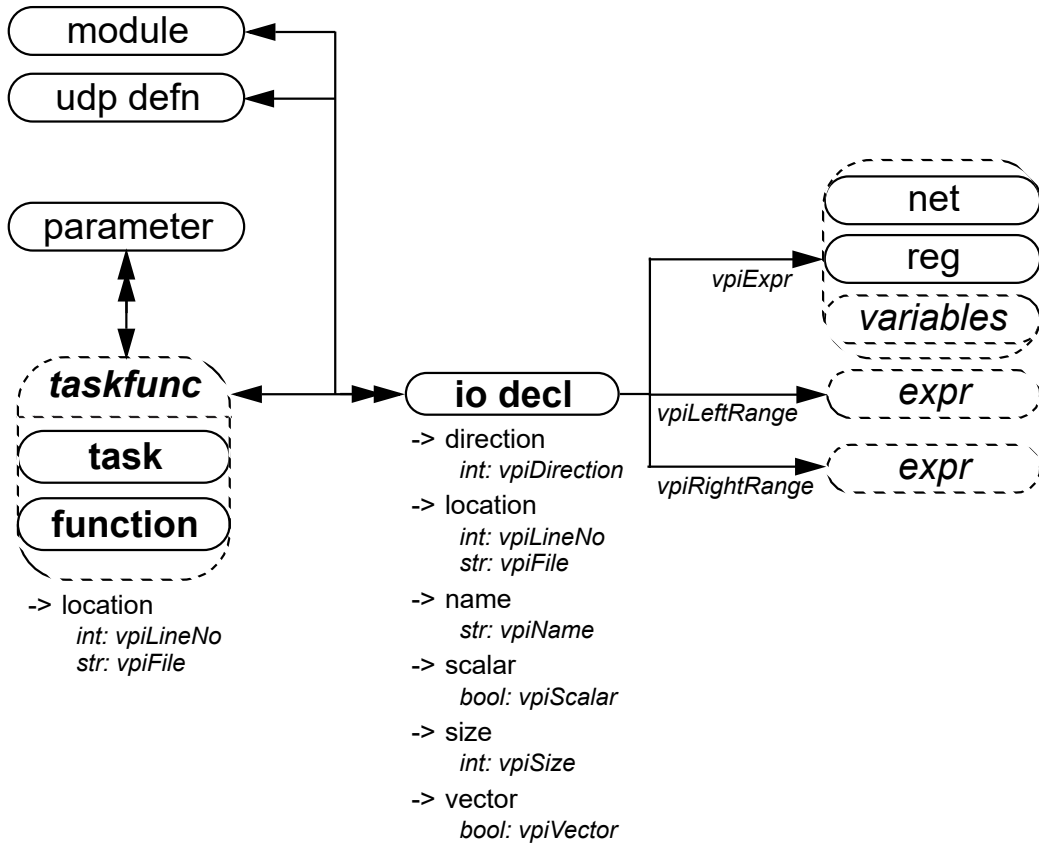 module
udp defn
parameter
taskfunc
task
function
-> location
int: vpiLineNo
str: vpiFile
io decl
-> direction
int: vpiDirection
-> location
int: vpiLineNo
str: vpiFile
-> name
str: vpiName
-> scalar
bool: vpiScalar
-> size
int: vpiSize
-> vector
bool: vpiVector
vpiExpr
net
reg
variables
vpiLeftRange
expr
vpiRightRange
expr